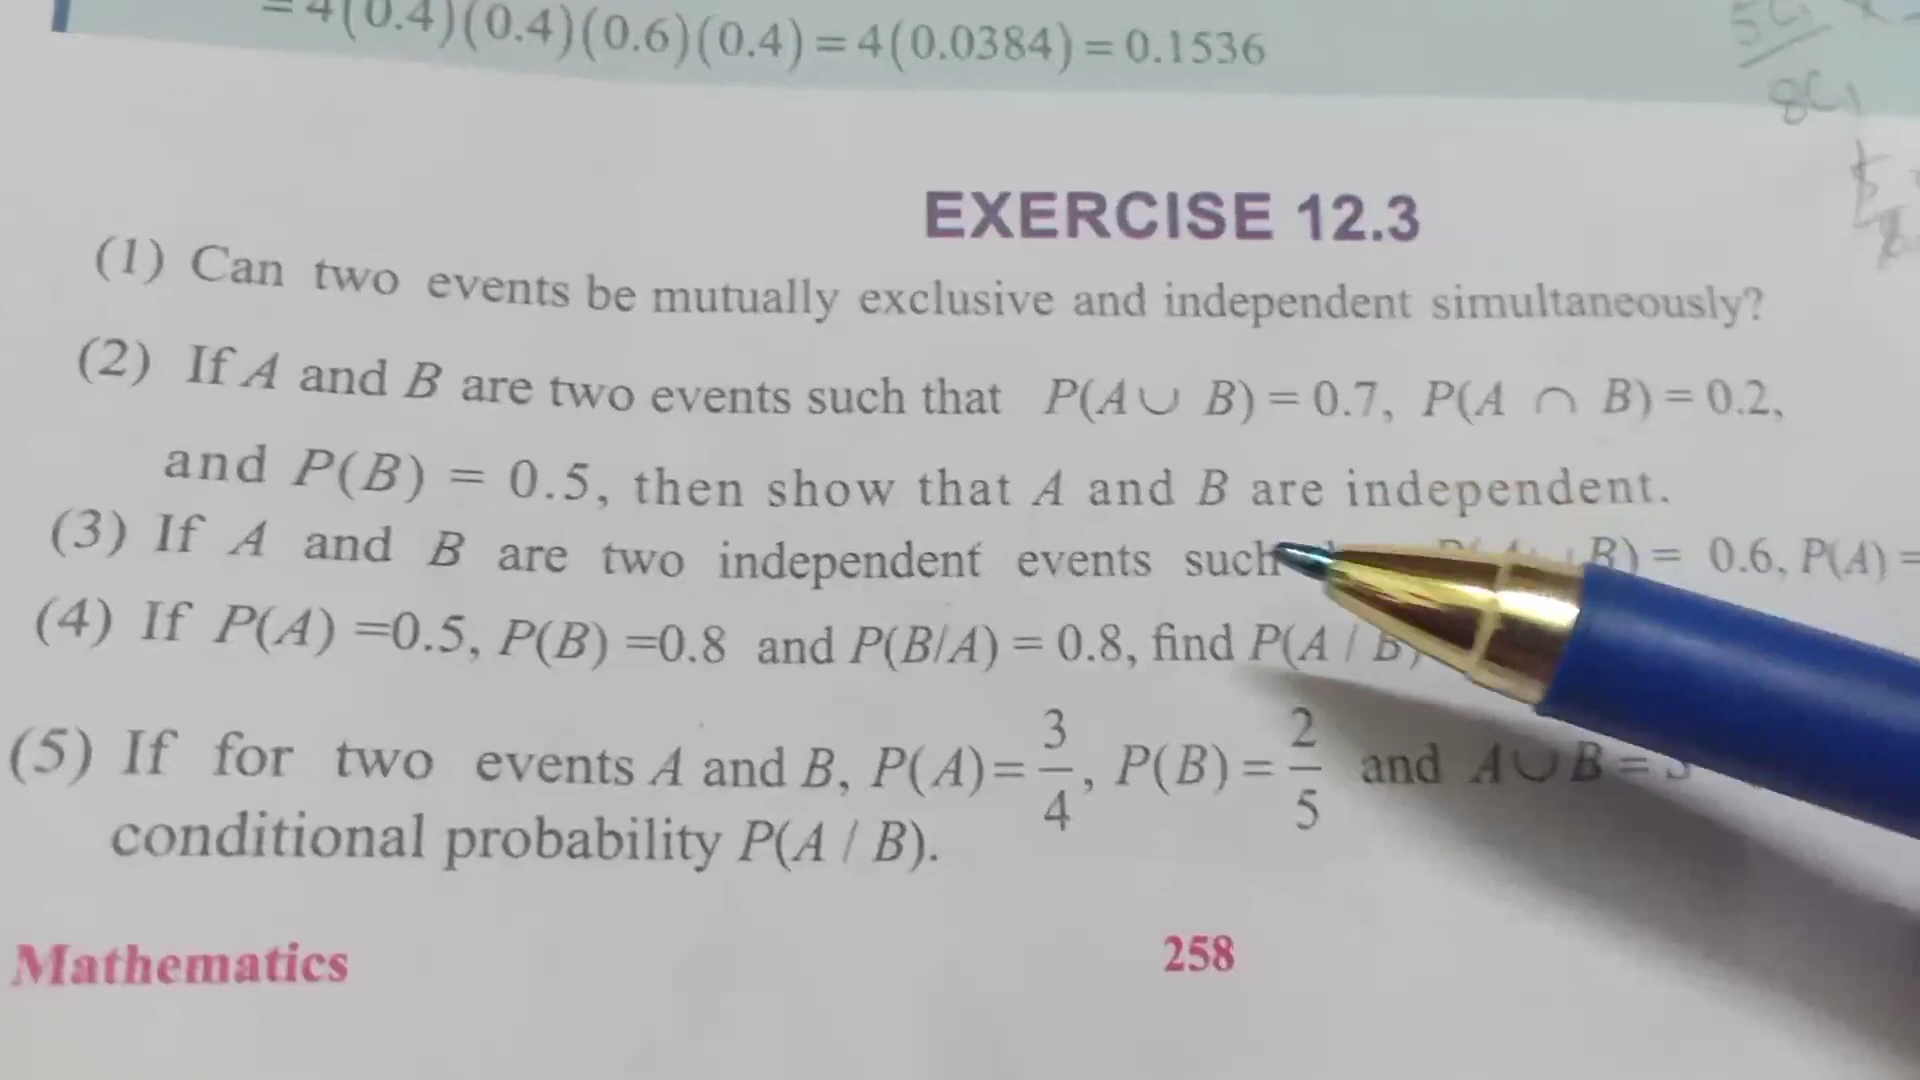 = 4(0.4)(0.4)(0.6)(0.4) = 4(0.0384) = 0.1536
5C1
8C1
EXERCISE 12.3
(1) Can two events be mutually exclusive and independent simultaneously?
(2) If A and B are two events such that P(A∪ B) = 0.7, P(A ∩ B) = 0.2,
and P(B) = 0.5, then show that A and B are independent.
(3) If A and B are two independent events such B) = 0.6, P(A) =
(4) If P(A) =0.5, P(B) =0.8 and P(B/A) = 0.8, find P(A / B)
(5) If for two events A and B, P(A)= 3/4, P(B) = 2/5 and A∪B =
conditional probability P(A / B).
Mathematics 258